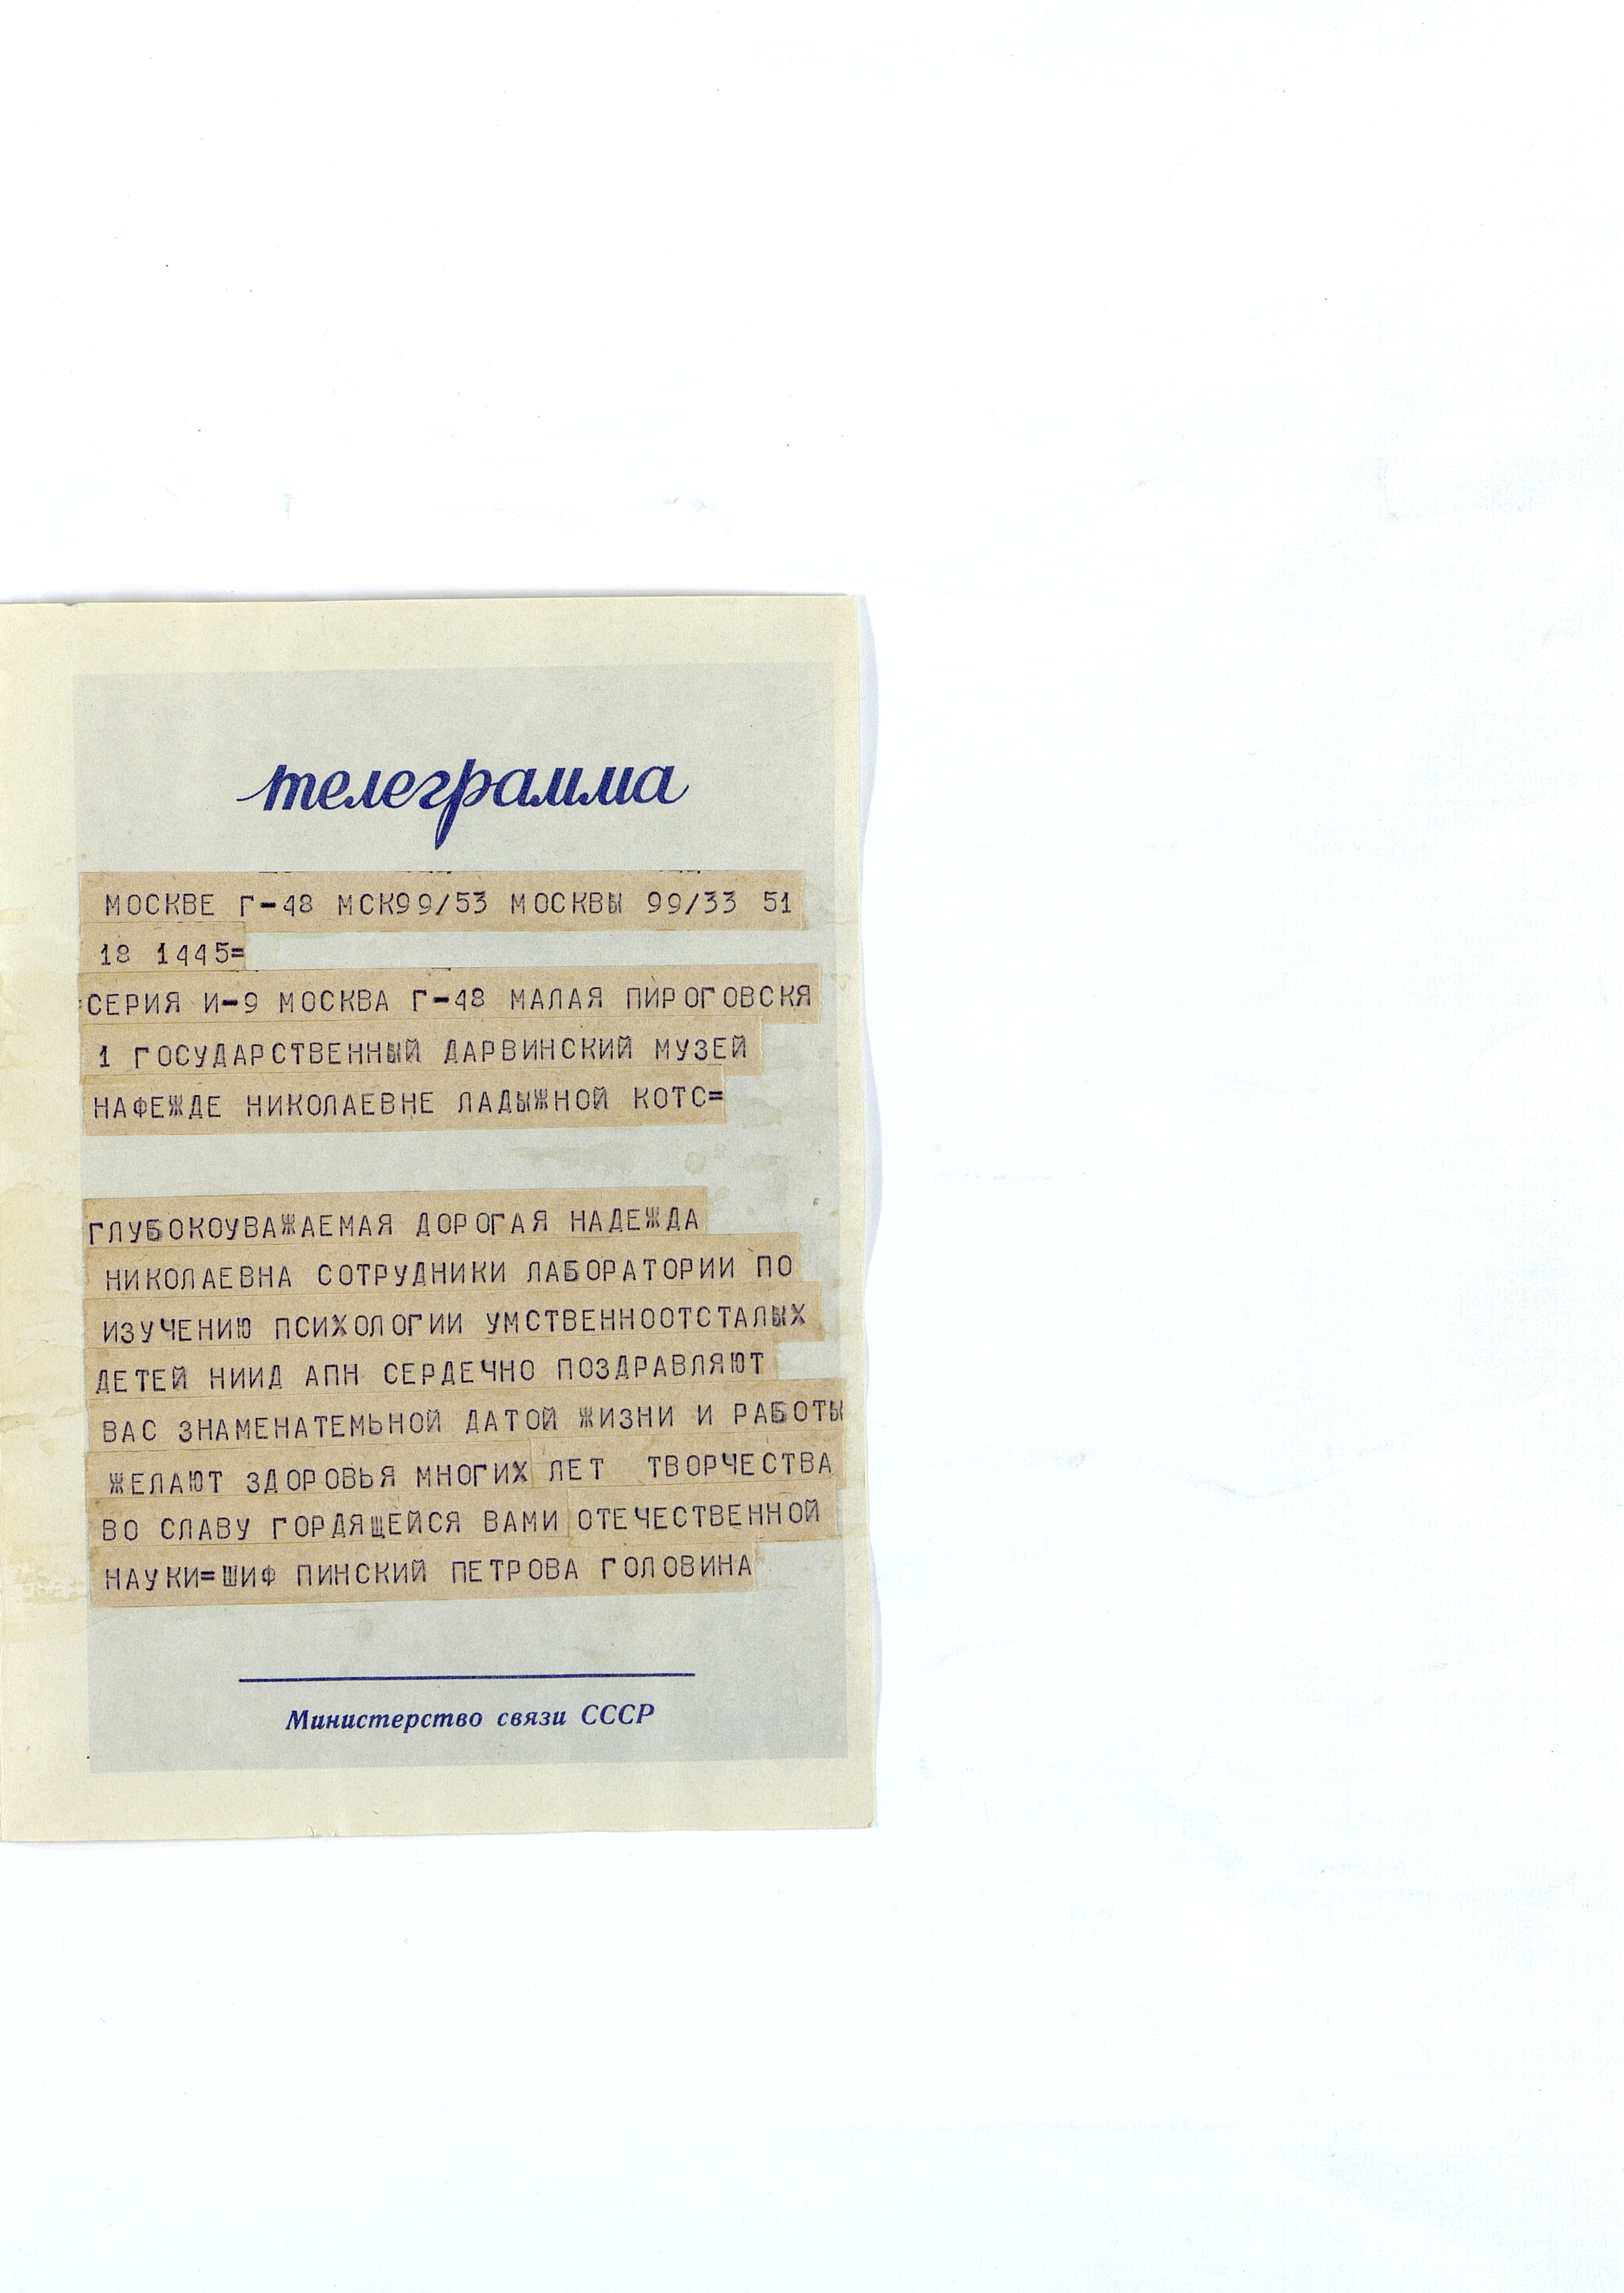 телеграмма
МОСКВЕ Г-48 МСК99/53 МОСКВЫ 99/33 51
18 1445=
:СЕРИЯ И-9 МОСКВА Г-48 МАЛАЯ ПИРОГОВСКЯ
1 ГОСУДАРСТВЕННЫЙ ДАРВИНСКИЙ МУЗЕЙ
НАФЕЖДЕ НИКОЛАЕВНЕ ЛАДЫЖНОЙ КОТС=
ГЛУБОКОУВАЖАЕМАЯ ДОРОГАЯ НАДЕЖДА
НИКОЛАЕВНА СОТРУДНИКИ ЛАБОРАТОРИИ ПО
ИЗУЧЕНИЮ ПСИХОЛОГИИ УМСТВЕННООТСТАЛЫХ
ДЕТЕЙ НИИД АПН СЕРДЕЧНО ПОЗДРАВЛЯЮТ
ВАС ЗНАМЕНАТЕМЬНОЙ ДАТОЙ ЖИЗНИ И РАБОТЫ
ЖЕЛАЮТ ЗДОРОВЬЯ МНОГИХ ЛЕТ ТВОРЧЕСТВА
ВО СЛАВУ ГОРДЯЩЕЙСЯ ВАМИ ОТЕЧЕСТВЕННОЙ
НАУКИ=ШИФ ПИНСКИЙ ПЕТРОВА ГОЛОВИНА
Министерство связи СССР